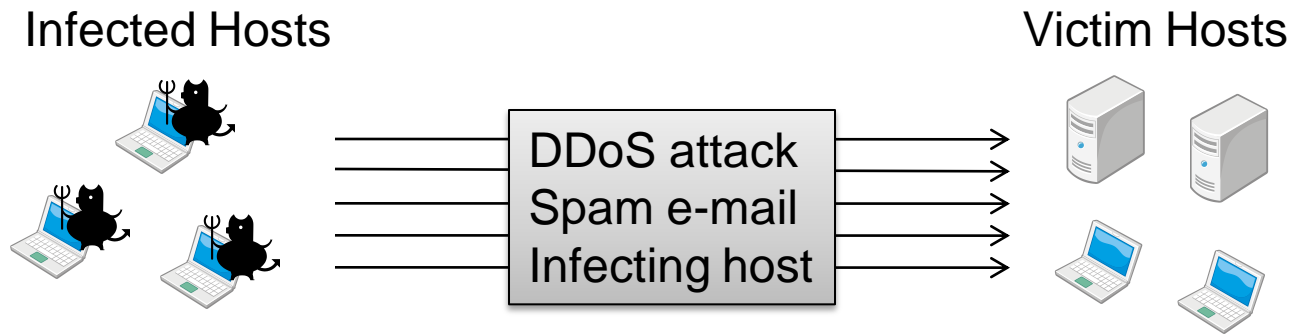 Infected Hosts
Victim Hosts
DDoS attack
Spam e-mail
Infecting host